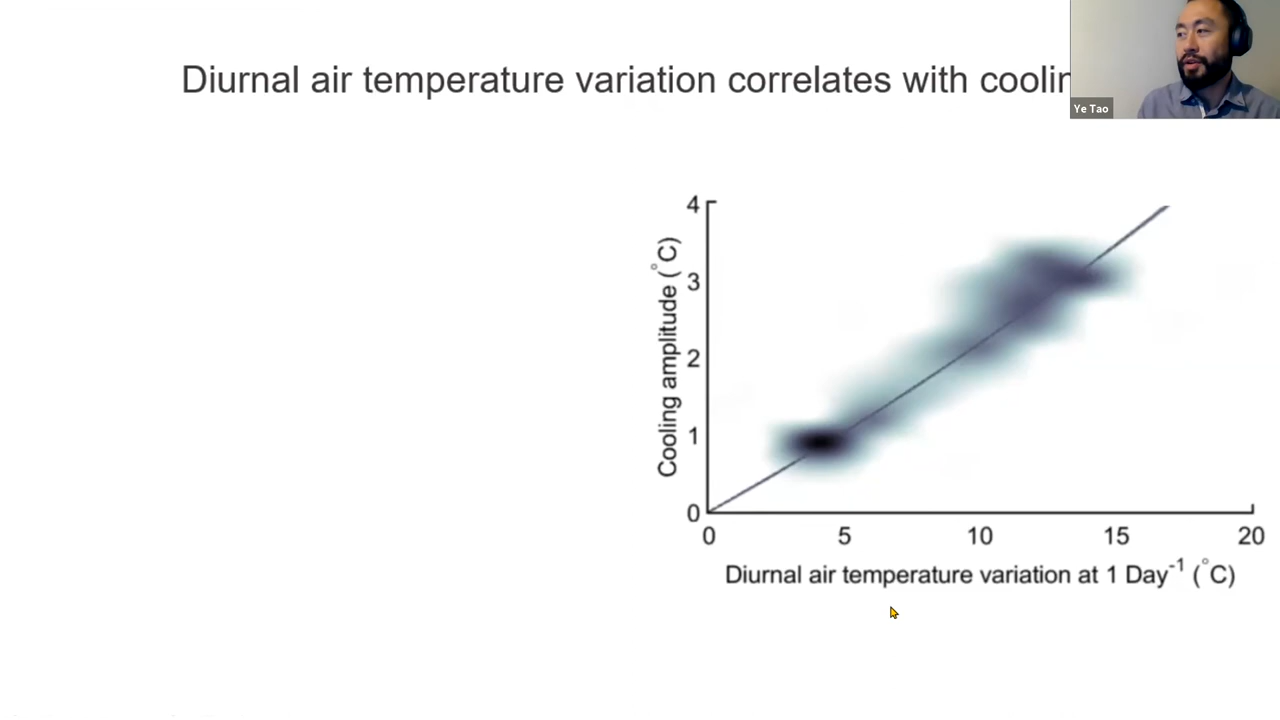 Diurnal air temperature variation correlates with coolin
Ye Tao
4
3
2
1
0
Cooling amplitude (°C)
0 5 10 15 20
Diurnal air temperature variation at 1 Day⁻¹ (°C)